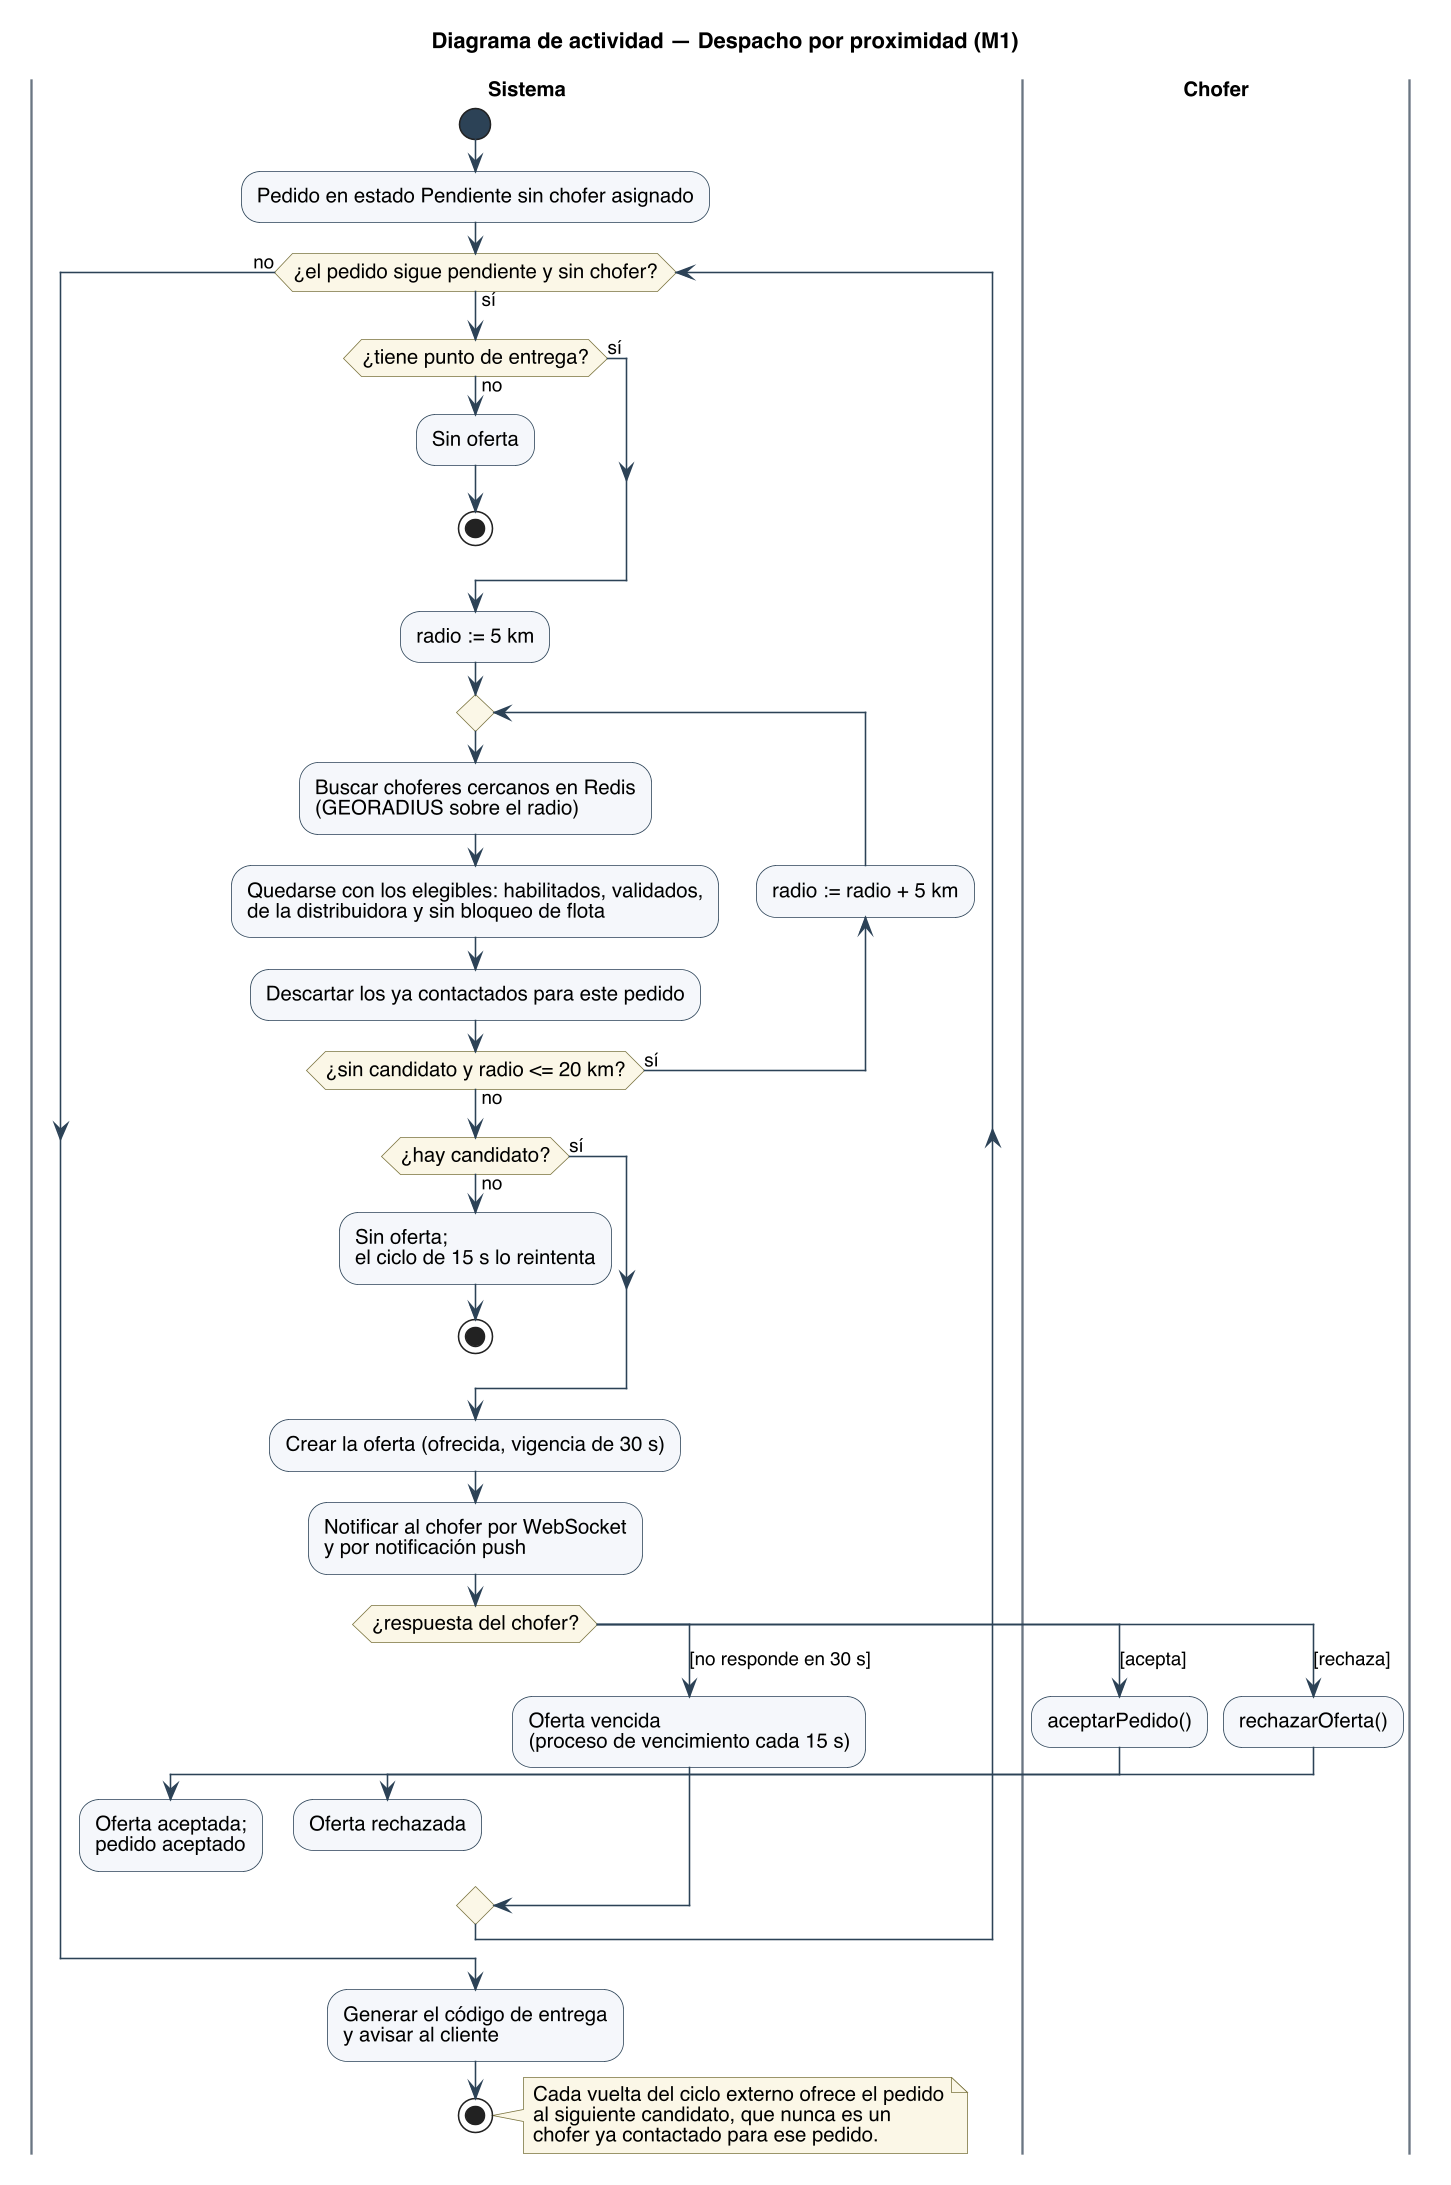 Diagrama de actividad — Despacho por proximidad (M1)
Sistema
Chofer
Pedido en estado Pendiente sin chofer asignado
no
¿el pedido sigue pendiente y sin chofer?
sí
¿tiene punto de entrega?
sí
no
Sin oferta
radio := 5 km
Buscar choferes cercanos en Redis
(GEORADIUS sobre el radio)
Quedarse con los elegibles: habilitados, validados,
de la distribuidora y sin bloqueo de flota
radio := radio + 5 km
Descartar los ya contactados para este pedido
¿sin candidato y radio <= 20 km?
sí
no
¿hay candidato?
sí
no
Sin oferta;
el ciclo de 15 s lo reintenta
Crear la oferta (ofrecida, vigencia de 30 s)
Notificar al chofer por WebSocket
y por notificación push
¿respuesta del chofer?
[no responde en 30 s]
[acepta]
[rechaza]
Oferta vencida
(proceso de vencimiento cada 15 s)
aceptarPedido()
rechazarOferta()
Oferta aceptada;
pedido aceptado
Oferta rechazada
Generar el código de entrega
y avisar al cliente
Cada vuelta del ciclo externo ofrece el pedido
al siguiente candidato, que nunca es un
chofer ya contactado para ese pedido.